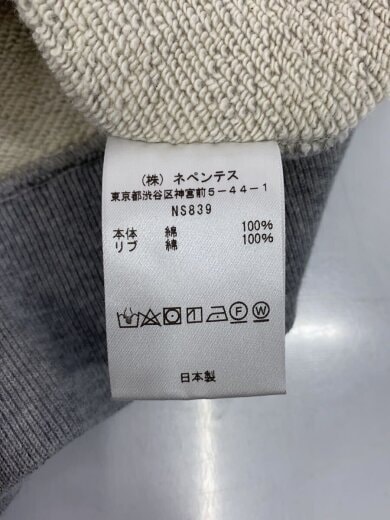 (株) ネペンテス
東京都渋谷区神宮前5-44-1
NS839
本体 綿 100%
リブ 綿 100%
F W
日本製